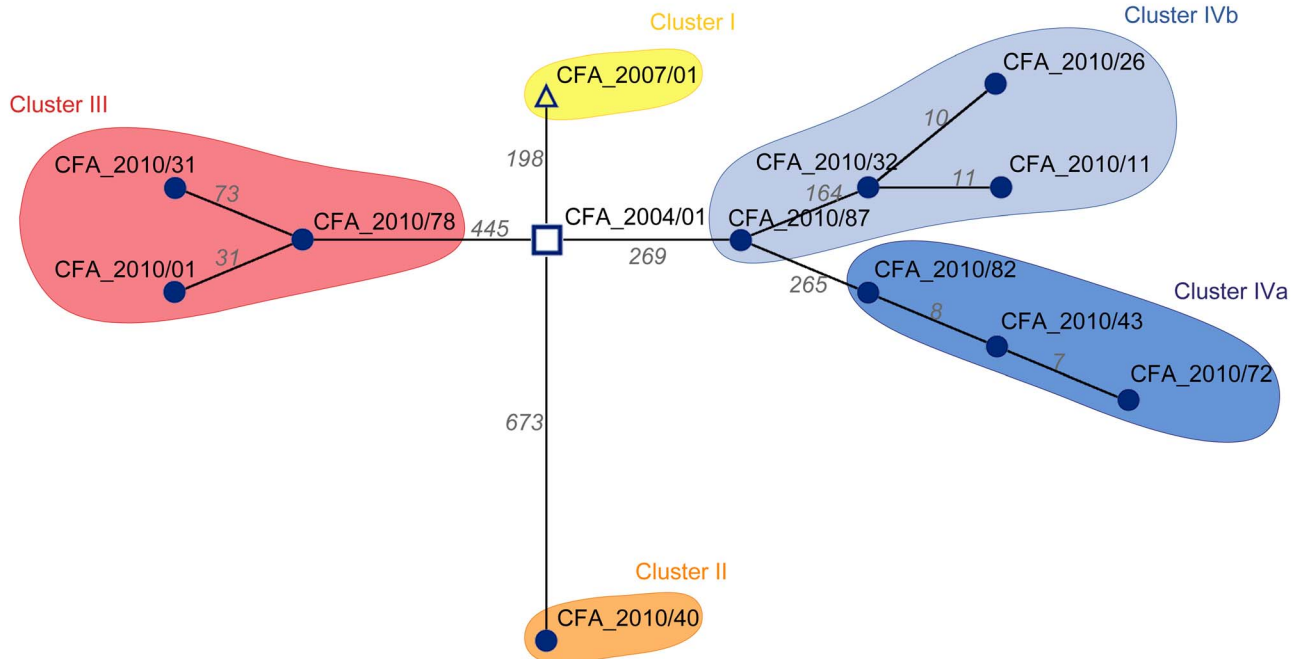 Cluster I
Cluster IVb
CFA_2007/01
CFA_2010/26
Cluster III
10
198
CFA_2010/31
CFA_2010/32
CFA_2010/11
73
164
11
CFA_2010/78
445
CFA_2004/01
CFA_2010/87
269
CFA_2010/01
31
265
CFA_2010/82
Cluster IVa
8
CFA_2010/43
7
CFA_2010/72
673
Cluster II
CFA_2010/40